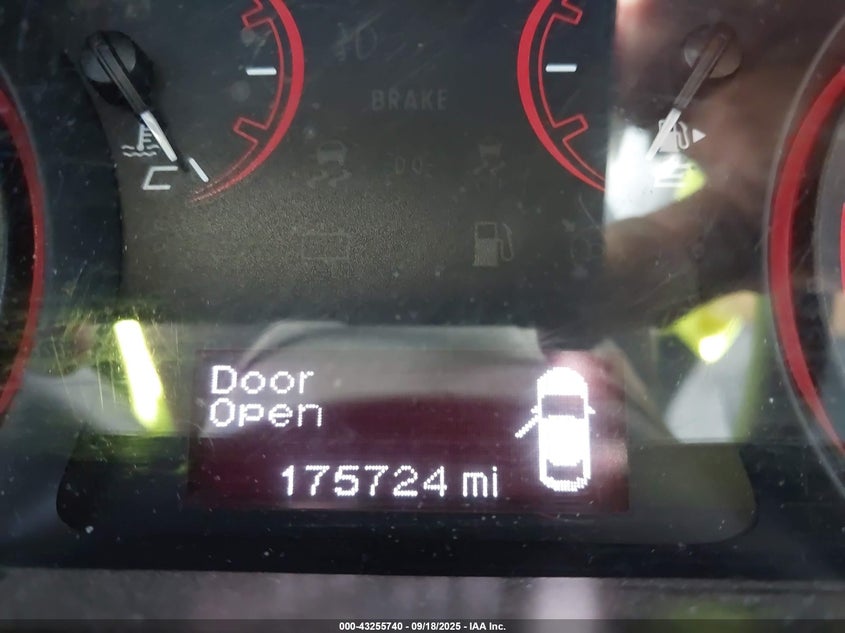 BRAKE
Door
Open
175724 mi
000-43255740 - 09/18/2025 - IAA Inc.